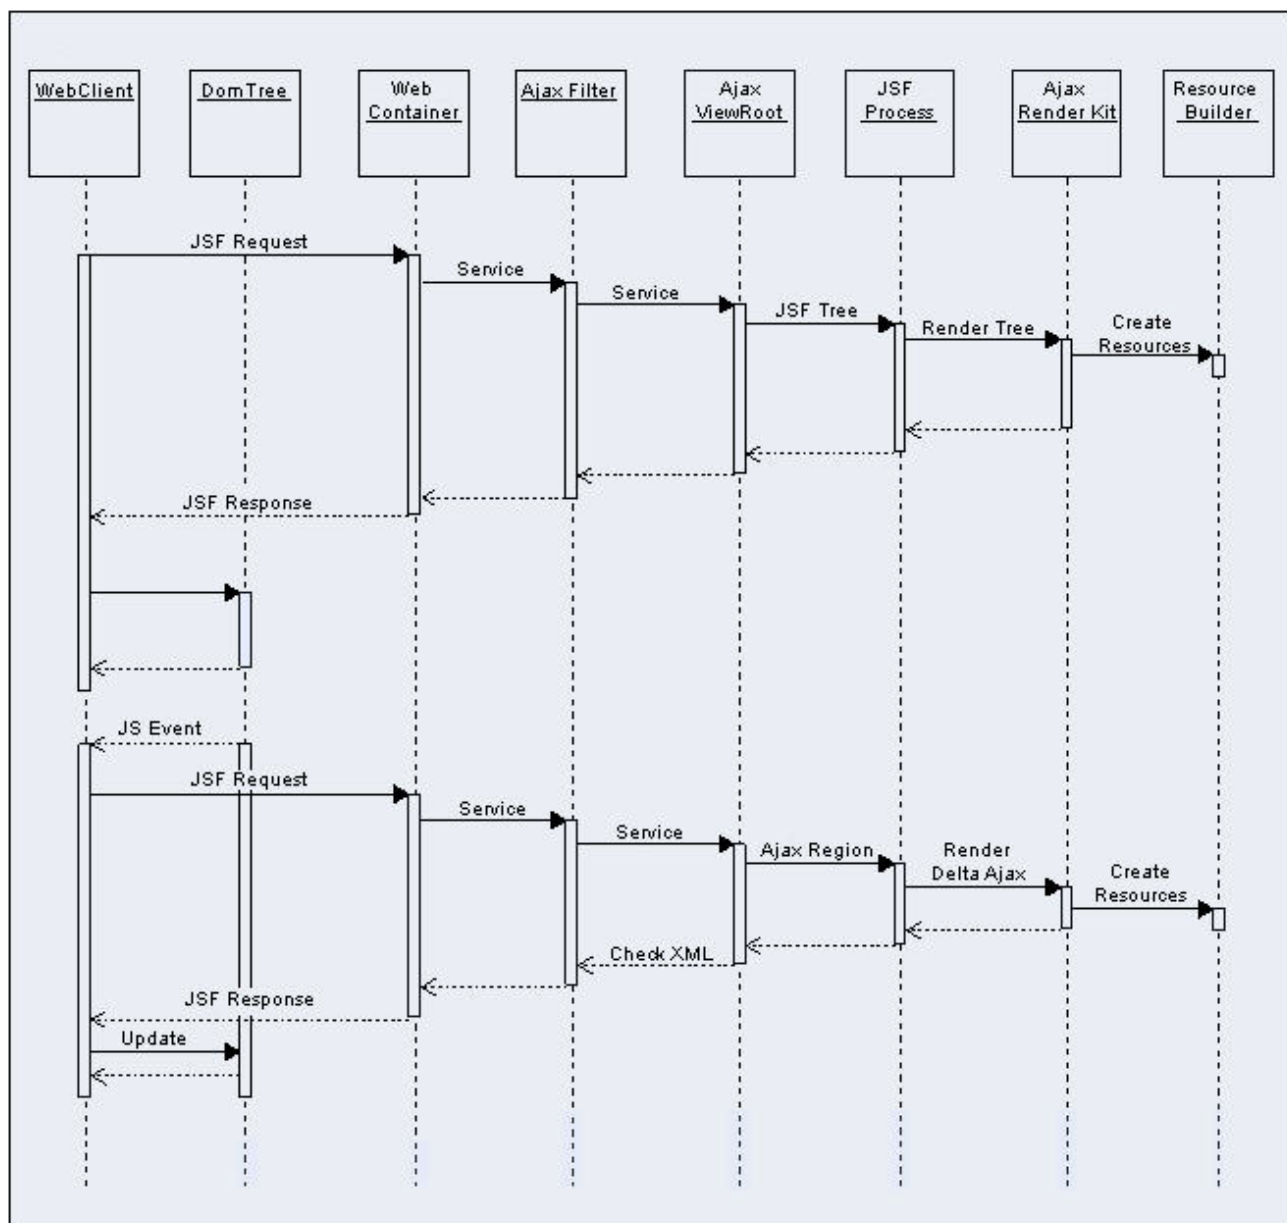 WebClient
DomTree
Web
Container
Ajax Filter
Ajax
ViewRoot
JSF
Process
Ajax
Render Kit
Resource
Builder
JSF Request
Service
Service
JSF Tree
Render Tree
Create
Resources
JSF Response
JS Event
JSF Request
Service
Service
Ajax Region
Render
Delta Ajax
Create
Resources
Check XML
JSF Response
Update